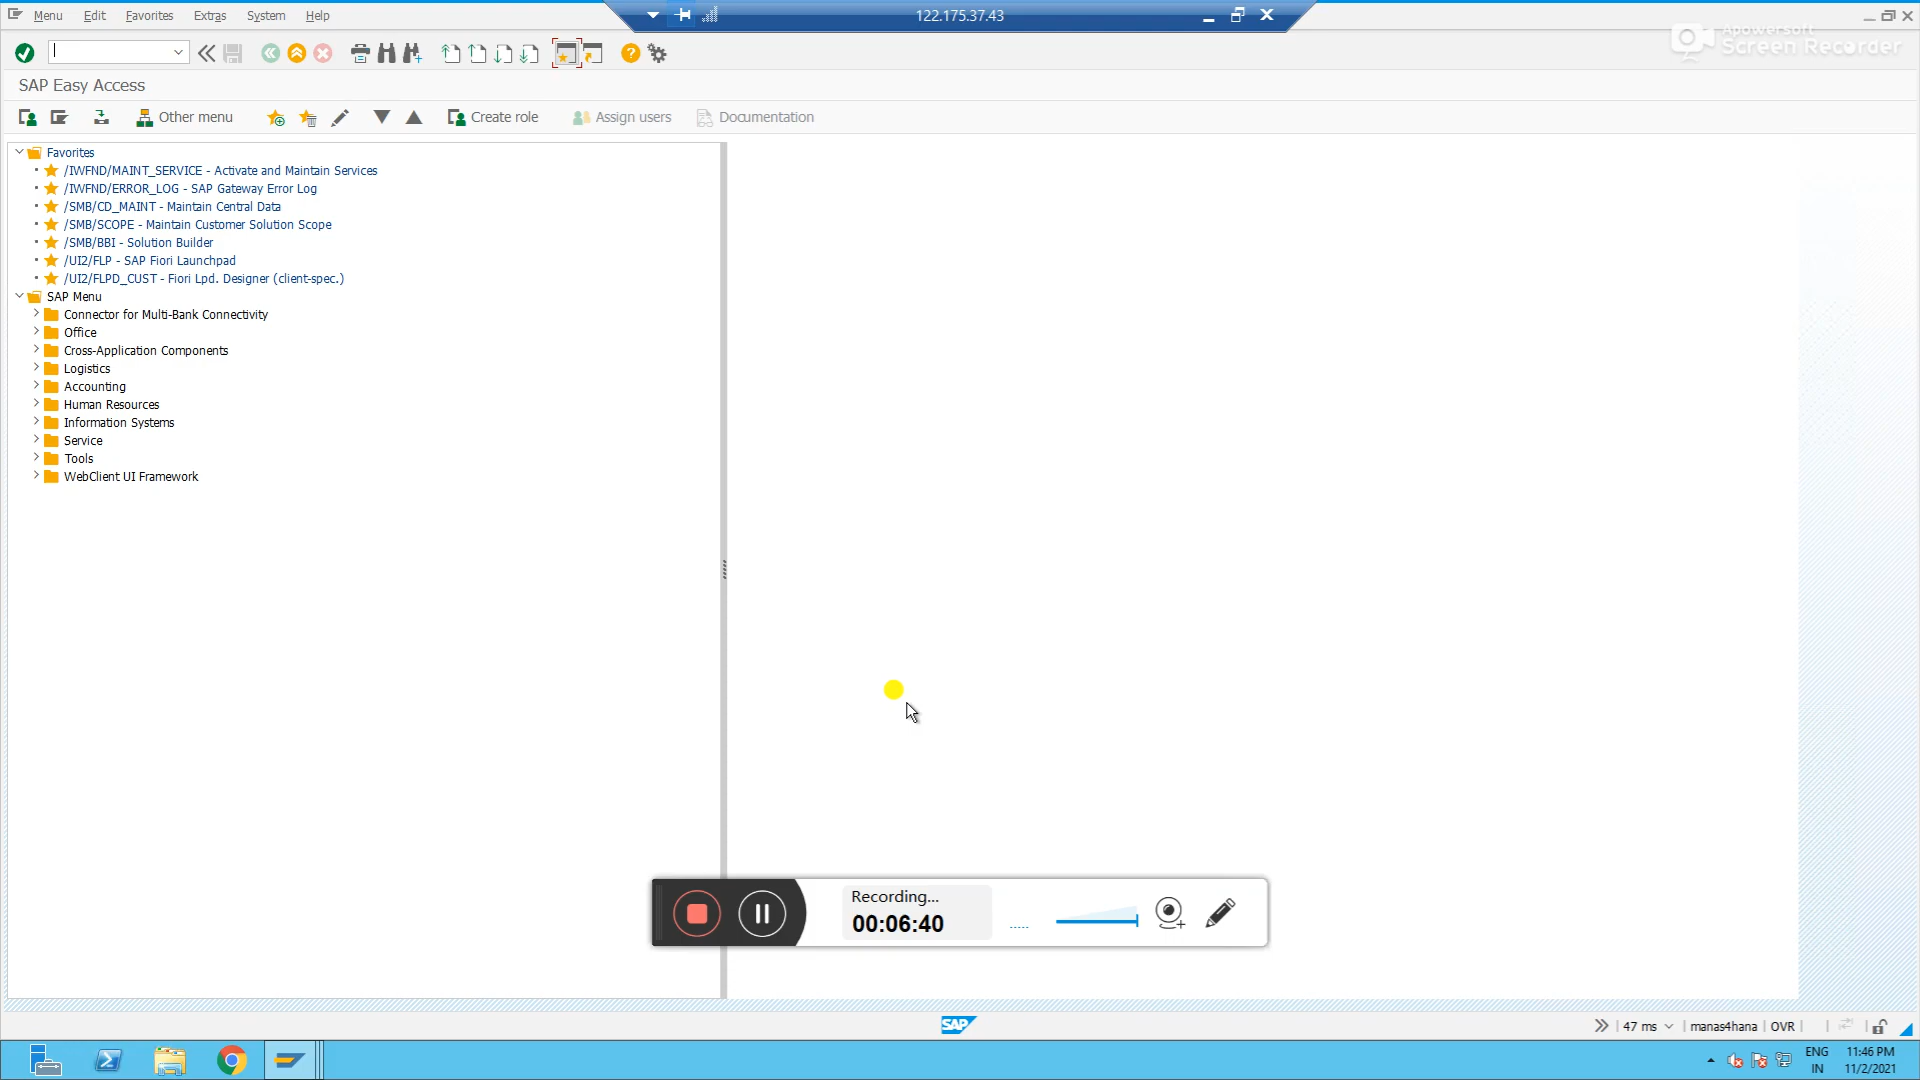 Menu Edit Favorites Extras System Help
122.175.37.43
Apowersoft
Screen Recorder
SAP Easy Access
Other menu Create role Assign users Documentation
Favorites
/IWFND/MAINT_SERVICE - Activate and Maintain Services
/IWFND/ERROR_LOG - SAP Gateway Error Log
/SMB/CD_MAINT - Maintain Central Data
/SMB/SCOPE - Maintain Customer Solution Scope
/SMB/BBI - Solution Builder
/UI2/FLP - SAP Fiori Launchpad
/UI2/FLPD_CUST - Fiori Lpd. Designer (client-spec.)
SAP Menu
Connector for Multi-Bank Connectivity
Office
Cross-Application Components
Logistics
Accounting
Human Resources
Information Systems
Service
Tools
WebClient UI Framework
Recording...
00:06:40
SAP
47 ms manas4hana OVR
ENG 11:46 PM
IN 11/2/2021